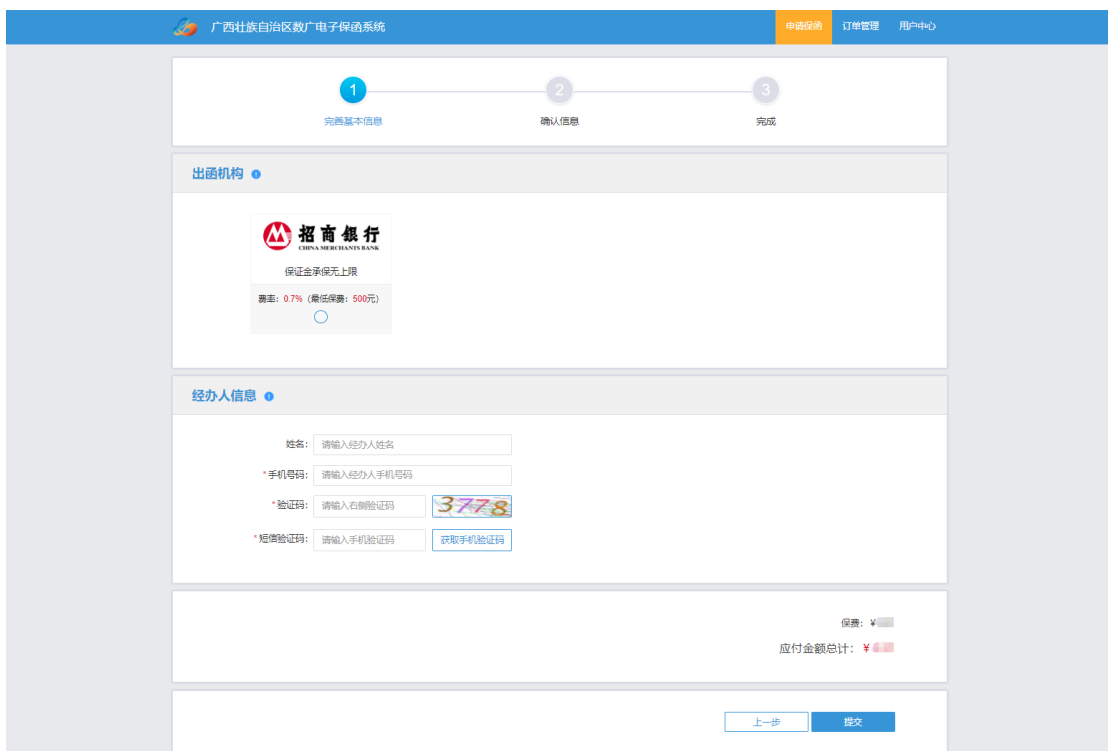 广西壮族自治区数广电子保函系统
申请保函 订单管理 用户中心
1 2 3
完善基本信息 确认信息 完成
出函机构
招商银行
CHINA MERCHANTS BANK
保证金承保无上限
费率：0.7%（最低保费：500元）
经办人信息
姓名： 请输入经办人姓名
*手机号码： 请输入经办人手机号码
*验证码： 请输入右侧验证码 3778
*短信验证码： 请输入手机验证码 获取手机验证码
保费：¥
应付金额总计：¥
上一步 提交